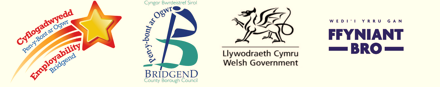 Cyflogadwyedd
Pen-y-Bont ar Ogwr
Employability
Bridgend
Cyngor Bwrdeistref Sirol
Pen-y-bont ar Ogwr
BRIDGEND
County Borough Council
Llywodraeth Cymru
Welsh Government
WEDI'I YRRU GAN
FFYNIANT
BRO